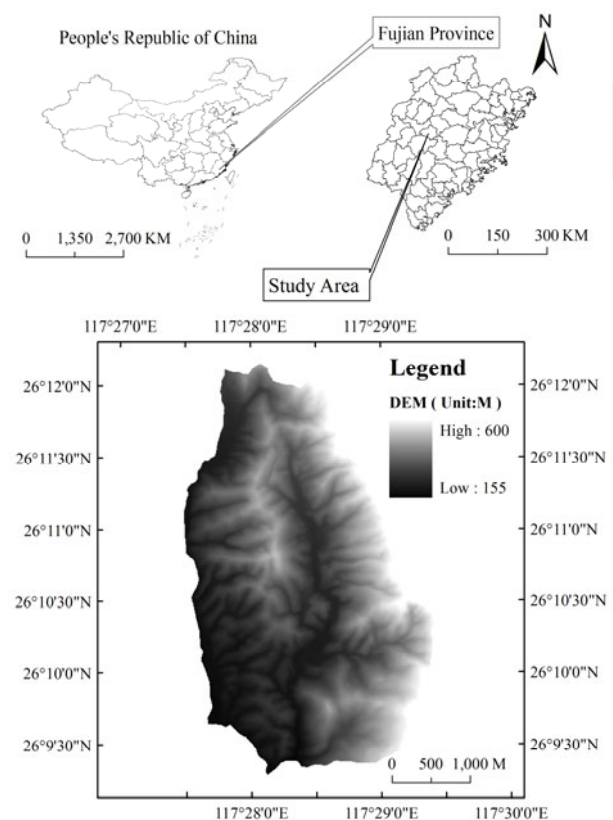 Fujian Province
N
People's Republic of China
0 1,350 2,700 KM
0 150 300 KM
Study Area
117°27'0"E 117°28'0"E 117°29'0"E
Legend
DEM ( Unit:M )
High : 600
Low : 155
26°12'0"N 26°12'0"N
26°11'30"N 26°11'30"N
26°11'0"N 26°11'0"N
26°10'30"N 26°10'30"N
26°10'0"N 26°10'0"N
26°9'30"N 26°9'30"N
0 500 1,000 M
117°28'0"E 117°29'0"E 117°30'0"E